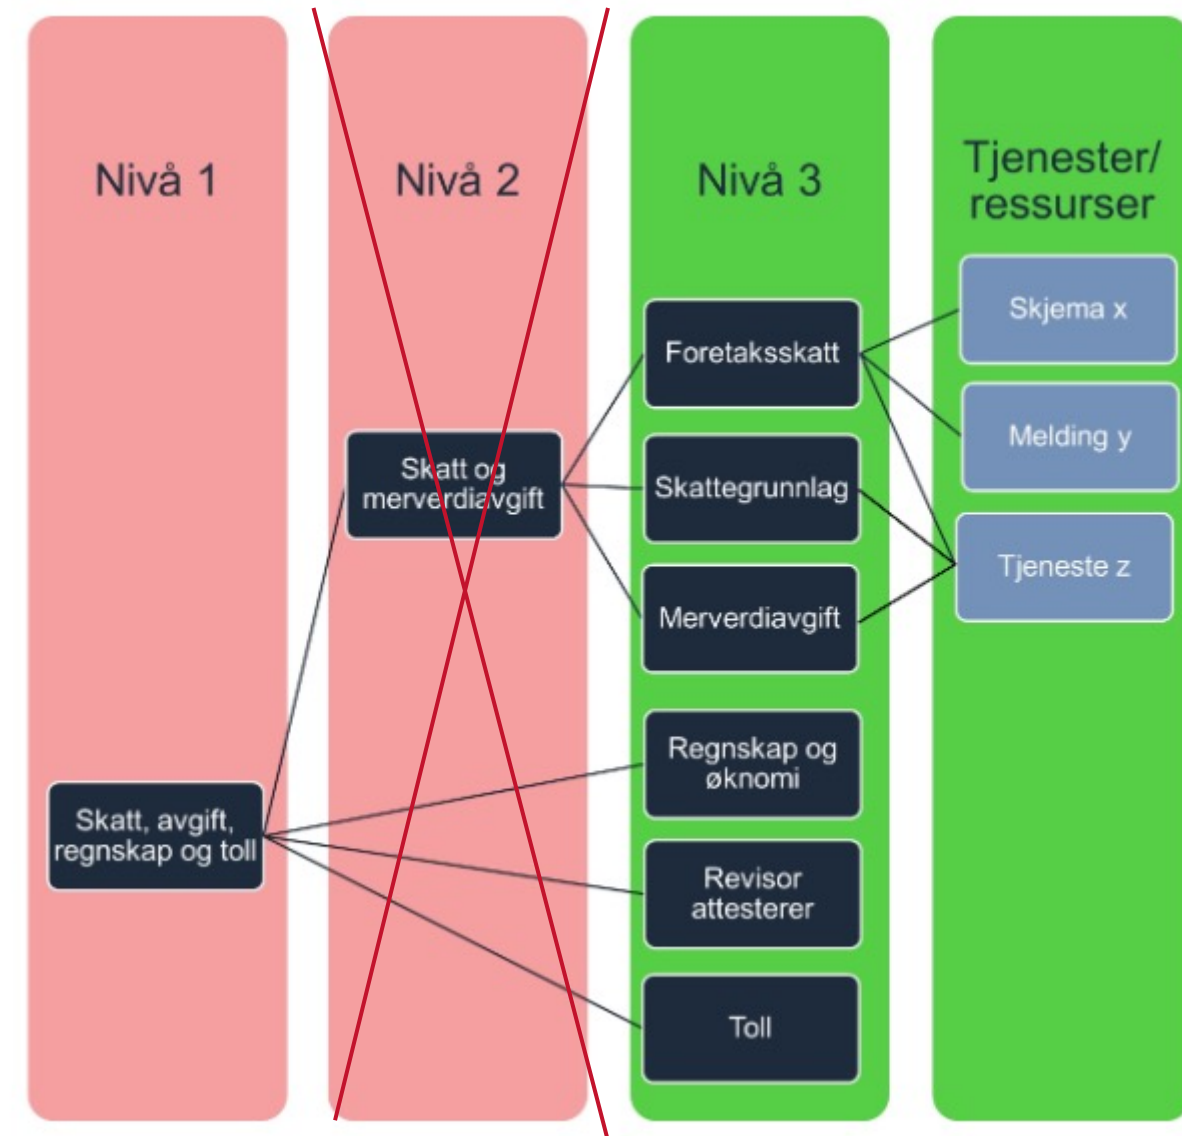 Nivå 1
Nivå 2
Nivå 3
Tjenester/
ressurser
Skatt, avgift,
regnskap og toll
Skatt og
merverdiavgift
Foretaksskatt
Skattegrunnlag
Merverdiavgift
Regnskap og
øknomi
Revisor
attesterer
Toll
Skjema x
Melding y
Tjeneste z